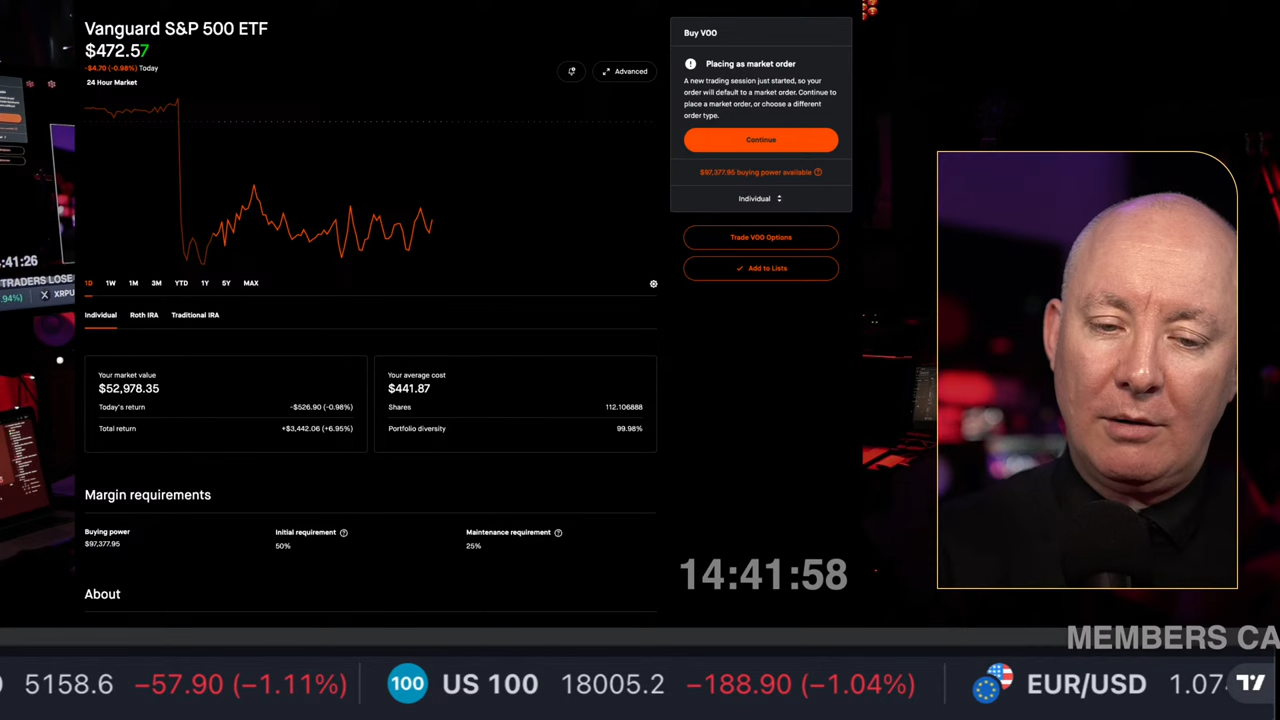 Vanguard S&P 500 ETF
$472.57
-$4.70 (-0.98%) Today
24 Hour Market
Advanced
Buy VOO
Placing as market order
A new trading session just started, so your
order will default to a market order. Continue to
place a market order, or choose a different
order type.
Continue
$97,377.95 buying power available
Individual
Trade VOO Options
Add to Lists
:41:26
TRADERS LOSE
.94%) XRPU
1D 1W 1M 3M YTD 1Y 5Y MAX
Individual Roth IRA Traditional IRA
Your market value
$52,978.35
Today's return -$526.90 (-0.98%)
Total return +$3,442.06 (+6.95%)
Your average cost
$441.87
Shares 112.106888
Portfolio diversity 99.98%
Margin requirements
Buying power
$97,377.95
Initial requirement
50%
Maintenance requirement
25%
About
14:41:58
MEMBERS CA
5158.6 −57.90 (−1.11%) 100 US 100 18005.2 −188.90 (−1.04%) EUR/USD 1.07